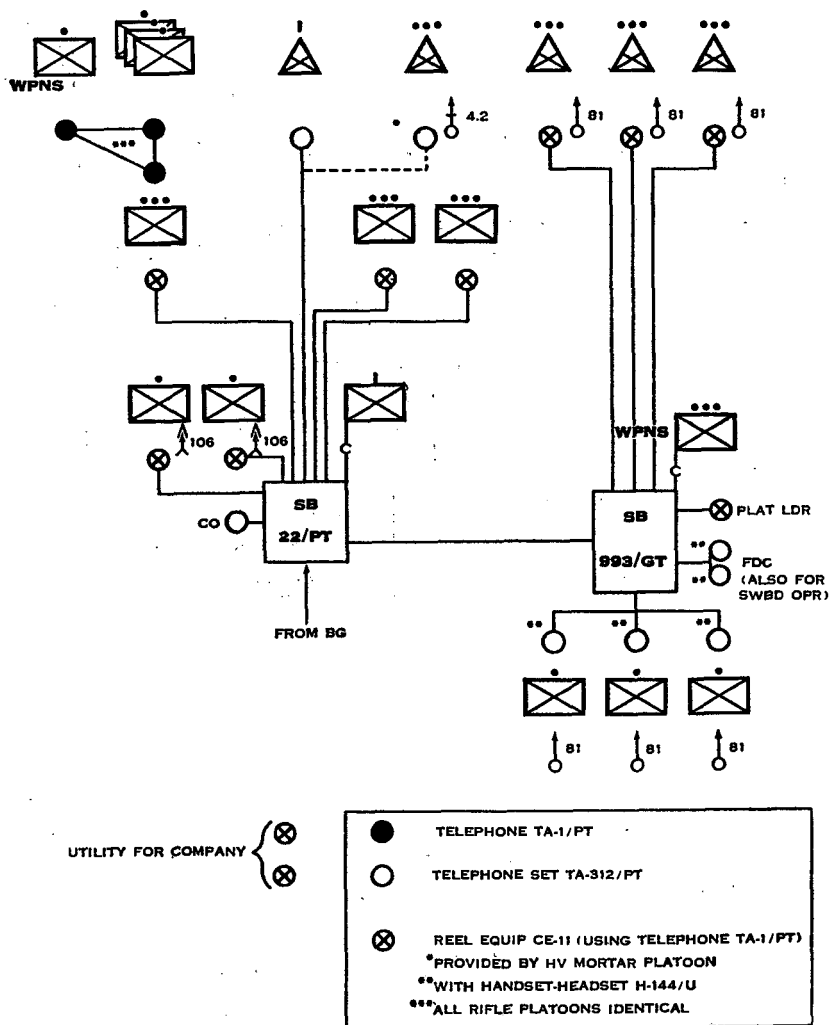 WPNS
***
*
4.2
81
81
81
106
106
WPNS
SB
22/PT
CO
SB
993/GT
PLAT LDR
**
**
FDC
(ALSO FOR
SWBD OPR)
FROM BG
**
**
**
81
81
81
UTILITY FOR COMPANY
TELEPHONE TA-1/PT
TELEPHONE SET TA-312/PT
REEL EQUIP CE-11 (USING TELEPHONE TA-1/PT)
*PROVIDED BY HV MORTAR PLATOON
**WITH HANDSET-HEADSET H-144/U
***ALL RIFLE PLATOONS IDENTICAL